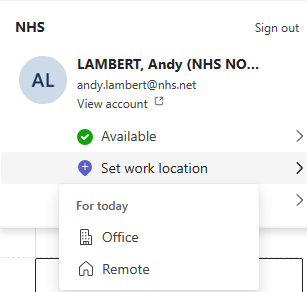 NHS
Sign out
AL
LAMBERT, Andy (NHS NO...
andy.lambert@nhs.net
View account
Available
Set work location
For today
Office
Remote